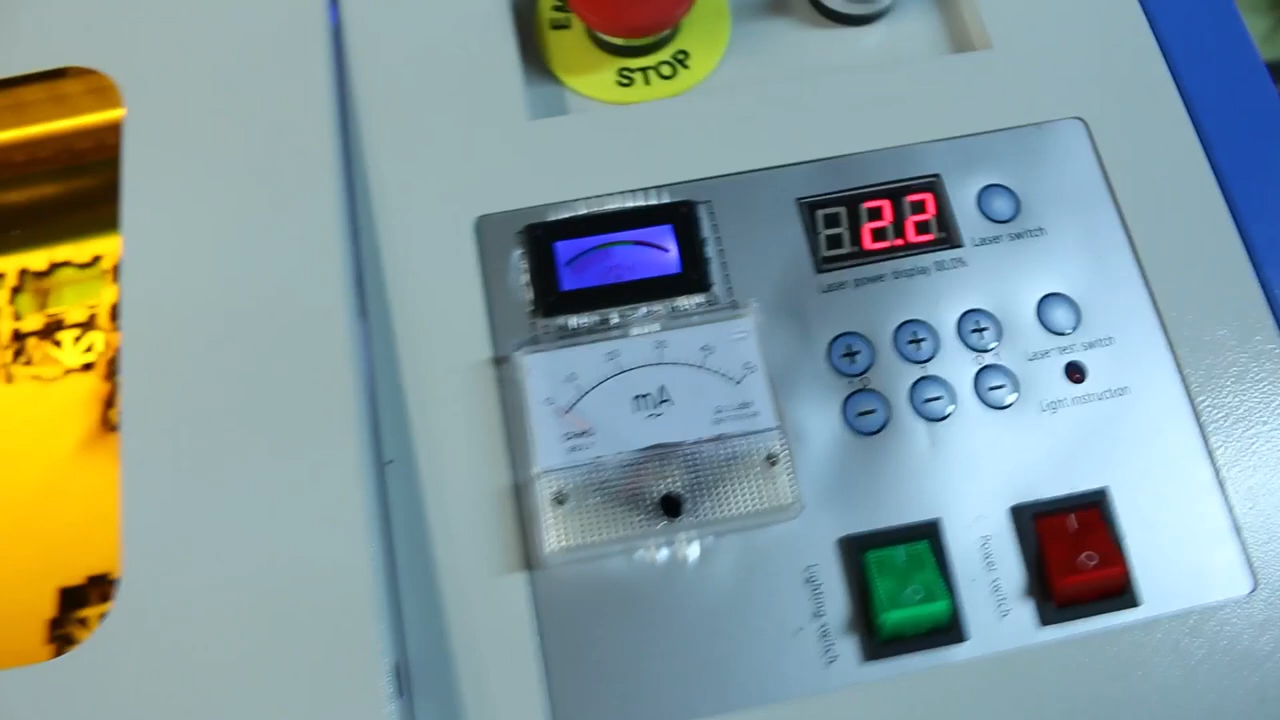 STOP
2.2
Laser switch
Laser power display 00.0%
mA
Laser test switch
Light instruction
Lighting switch
Power switch